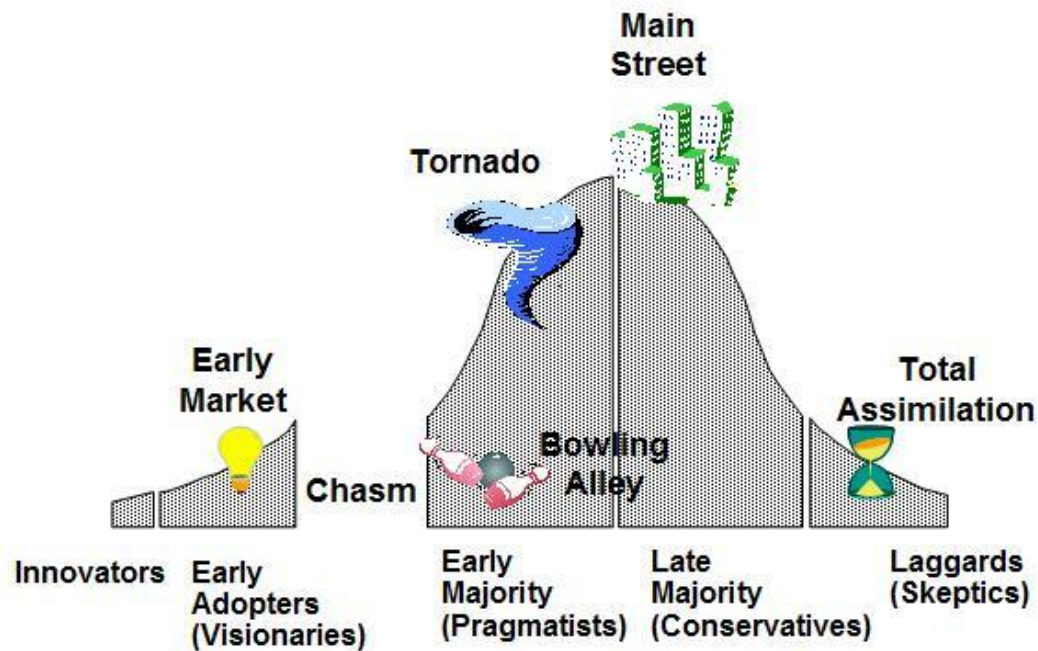 Main
Street
Tornado
Early
Market
Total
Assimilation
Chasm
Bowling
Alley
Innovators
Early
Adopters
(Visionaries)
Early
Majority
(Pragmatists)
Late
Majority
(Conservatives)
Laggards
(Skeptics)